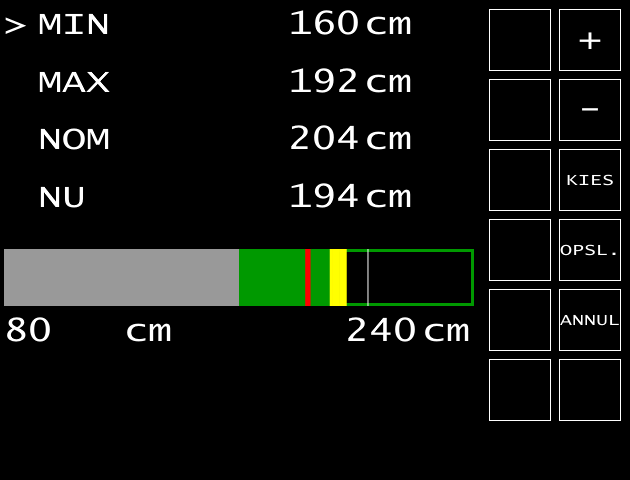 > MIN 160 cm
+
MAX 192 cm
-
NOM 204 cm
KIES
NU 194 cm
OPSL.
80 cm 240 cm
ANNUL